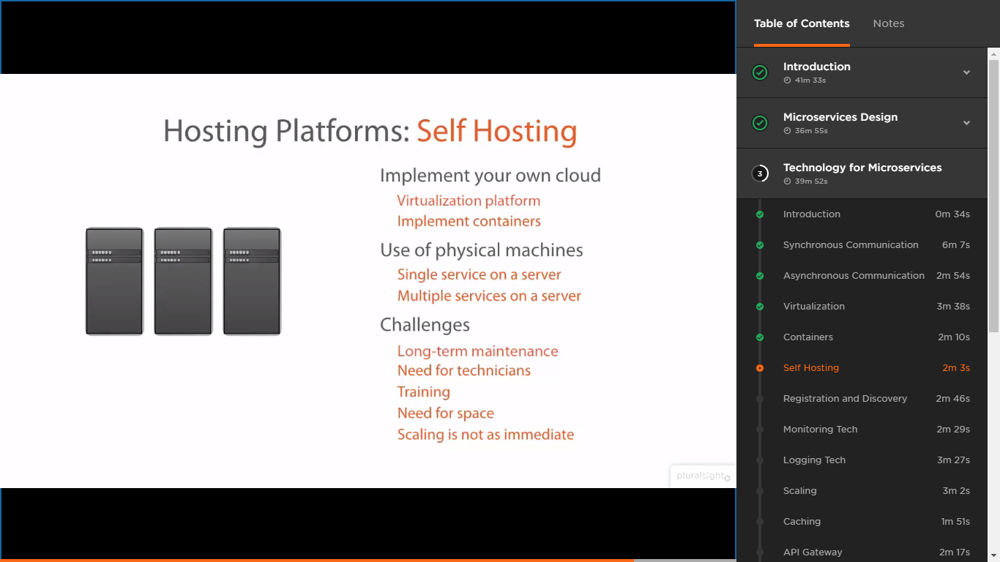 Hosting Platforms: Self Hosting
Implement your own cloud
Virtualization platform
Implement containers
Use of physical machines
Single service on a server
Multiple services on a server
Challenges
Long-term maintenance
Need for technicians
Training
Need for space
Scaling is not as immediate
pluralsight
Table of Contents Notes
Introduction
41m 33s
Microservices Design
36m 55s
3 Technology for Microservices
39m 52s
Introduction 0m 34s
Synchronous Communication 6m 7s
Asynchronous Communication 2m 54s
Virtualization 3m 38s
Containers 2m 10s
Self Hosting 2m 3s
Registration and Discovery 2m 46s
Monitoring Tech 2m 29s
Logging Tech 3m 27s
Scaling 3m 2s
Caching 1m 51s
API Gateway 2m 17s